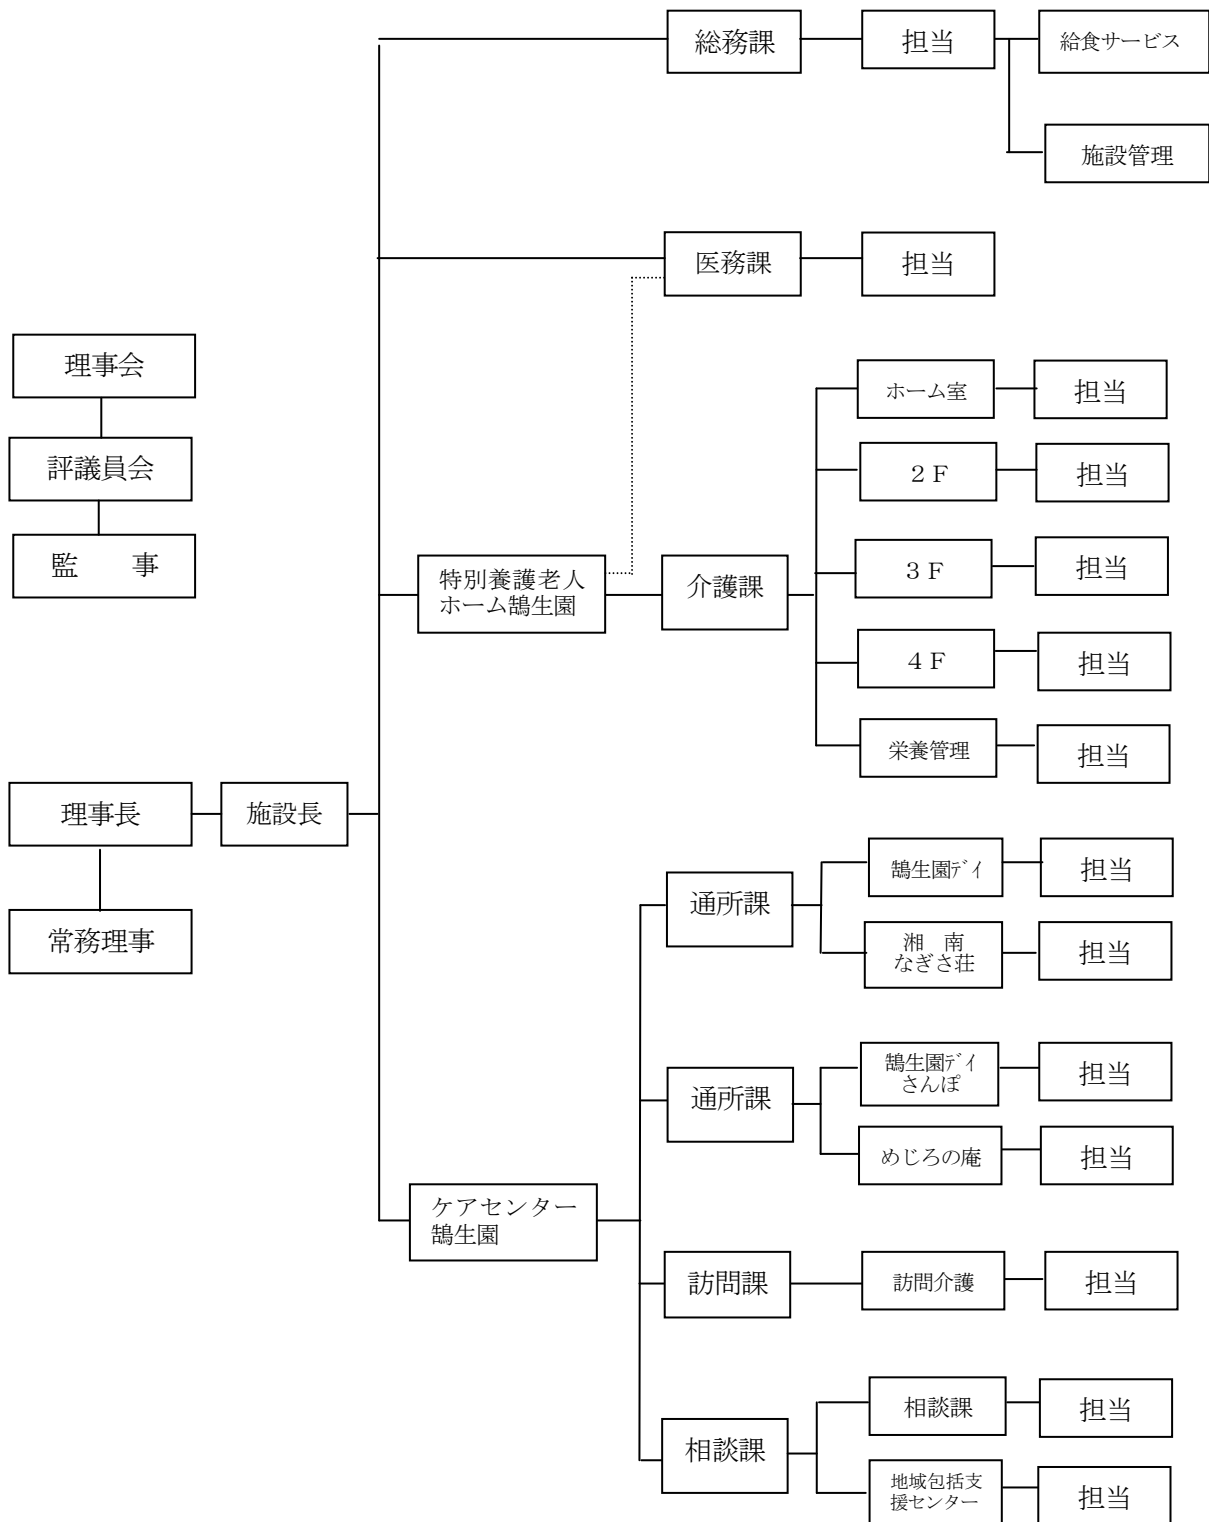 総務課
担当
給食サービス
施設管理
医務課
担当
理事会
評議員会
監　　事
理事長
常務理事
施設長
特別養護老人
ホーム鵠生園
介護課
ホーム室
担当
２Ｆ
担当
３Ｆ
担当
４Ｆ
担当
栄養管理
担当
ケアセンター
鵠生園
通所課
鵠生園ﾃﾞｲ
担当
湘　南
なぎさ荘
担当
通所課
鵠生園ﾃﾞｲ
さんぽ
担当
めじろの庵
担当
訪問課
訪問介護
担当
相談課
相談課
担当
地域包括支
援センター
担当